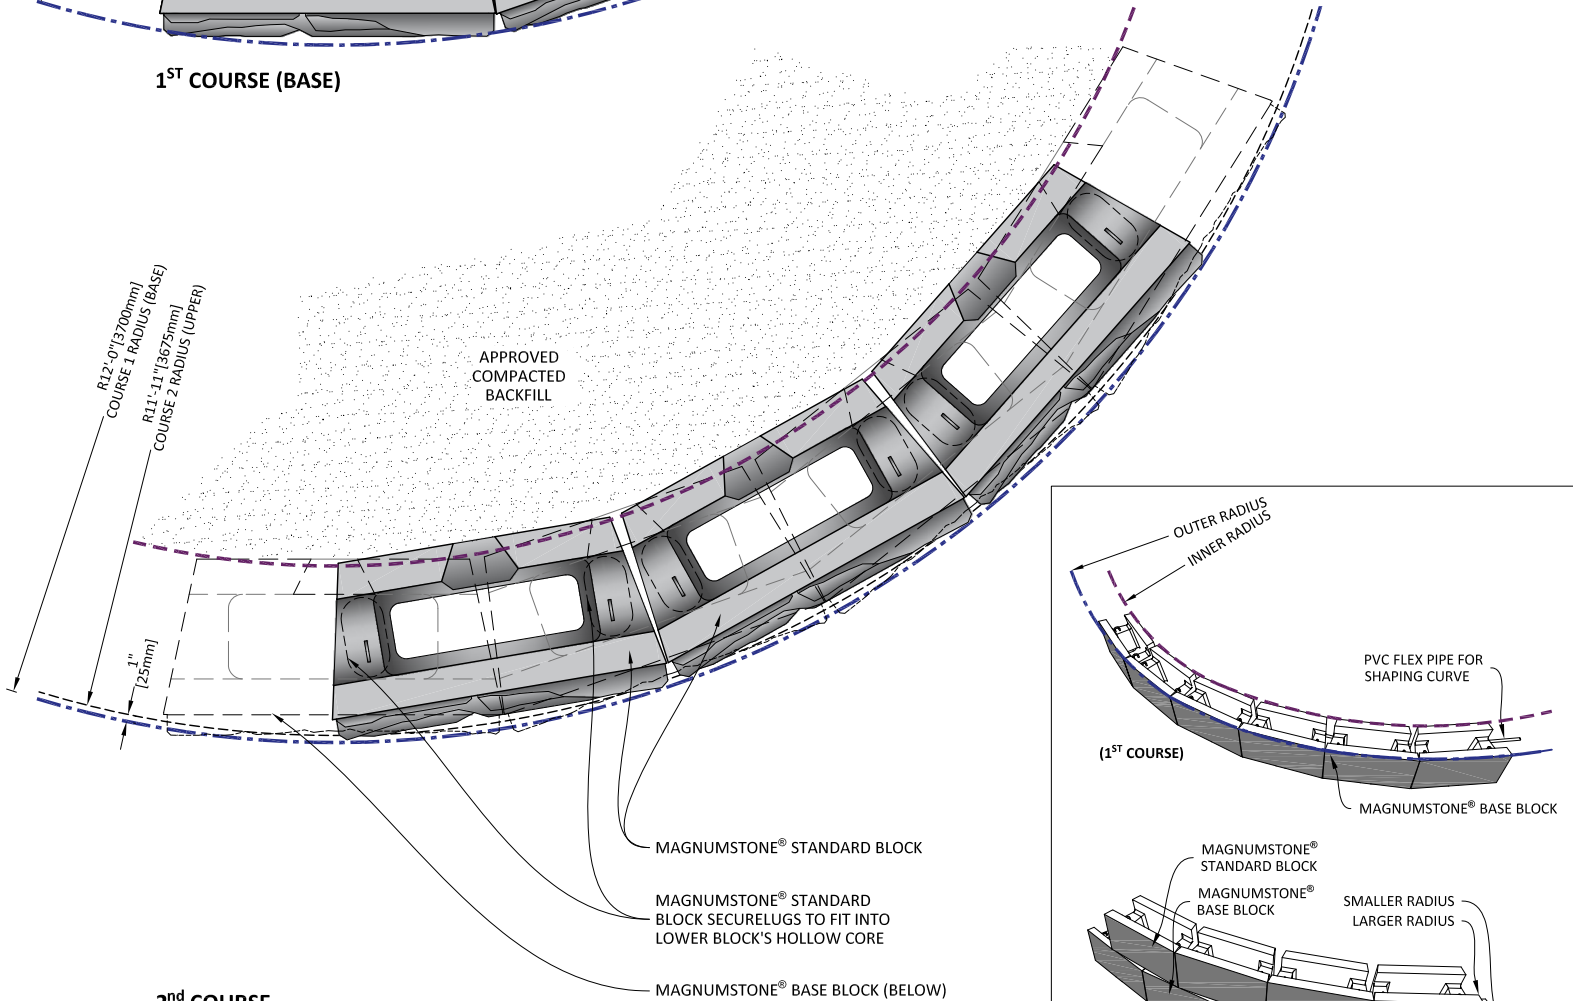 1ST COURSE (BASE)
R12'-0"[3700mm]
COURSE 1 RADIUS (BASE)
R11'-11"[3675mm]
COURSE 2 RADIUS (UPPER)
APPROVED
COMPACTED
BACKFILL
1"
[25mm]
OUTER RADIUS
INNER RADIUS
PVC FLEX PIPE FOR
SHAPING CURVE
(1ST COURSE)
MAGNUMSTONE® BASE BLOCK
MAGNUMSTONE® STANDARD BLOCK
MAGNUMSTONE® STANDARD
BLOCK SECURELUGS TO FIT INTO
LOWER BLOCK'S HOLLOW CORE
MAGNUMSTONE® BASE BLOCK (BELOW)
MAGNUMSTONE®
STANDARD BLOCK
MAGNUMSTONE®
BASE BLOCK
SMALLER RADIUS
LARGER RADIUS
2nd COURSE